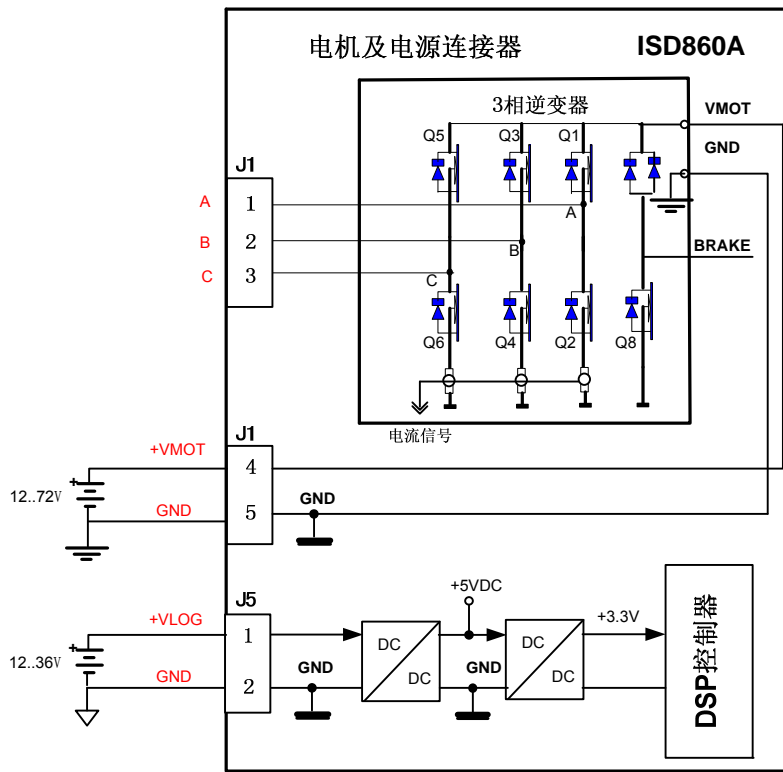 电机及电源连接器 ISD860A
3相逆变器
VMOT
Q5 Q3 Q1
GND
J1
A 1
A
B 2
B
BRAKE
C 3
C
Q6 Q4 Q2 Q8
电流信号
J1
+VMOT 4
12..72V
+
GND 5
GND
+5VDC
J5
+VLOG 1
+3.3V
DC
DC
DC
DC
12..36V
+
GND 2
GND
GND
DSP控制器